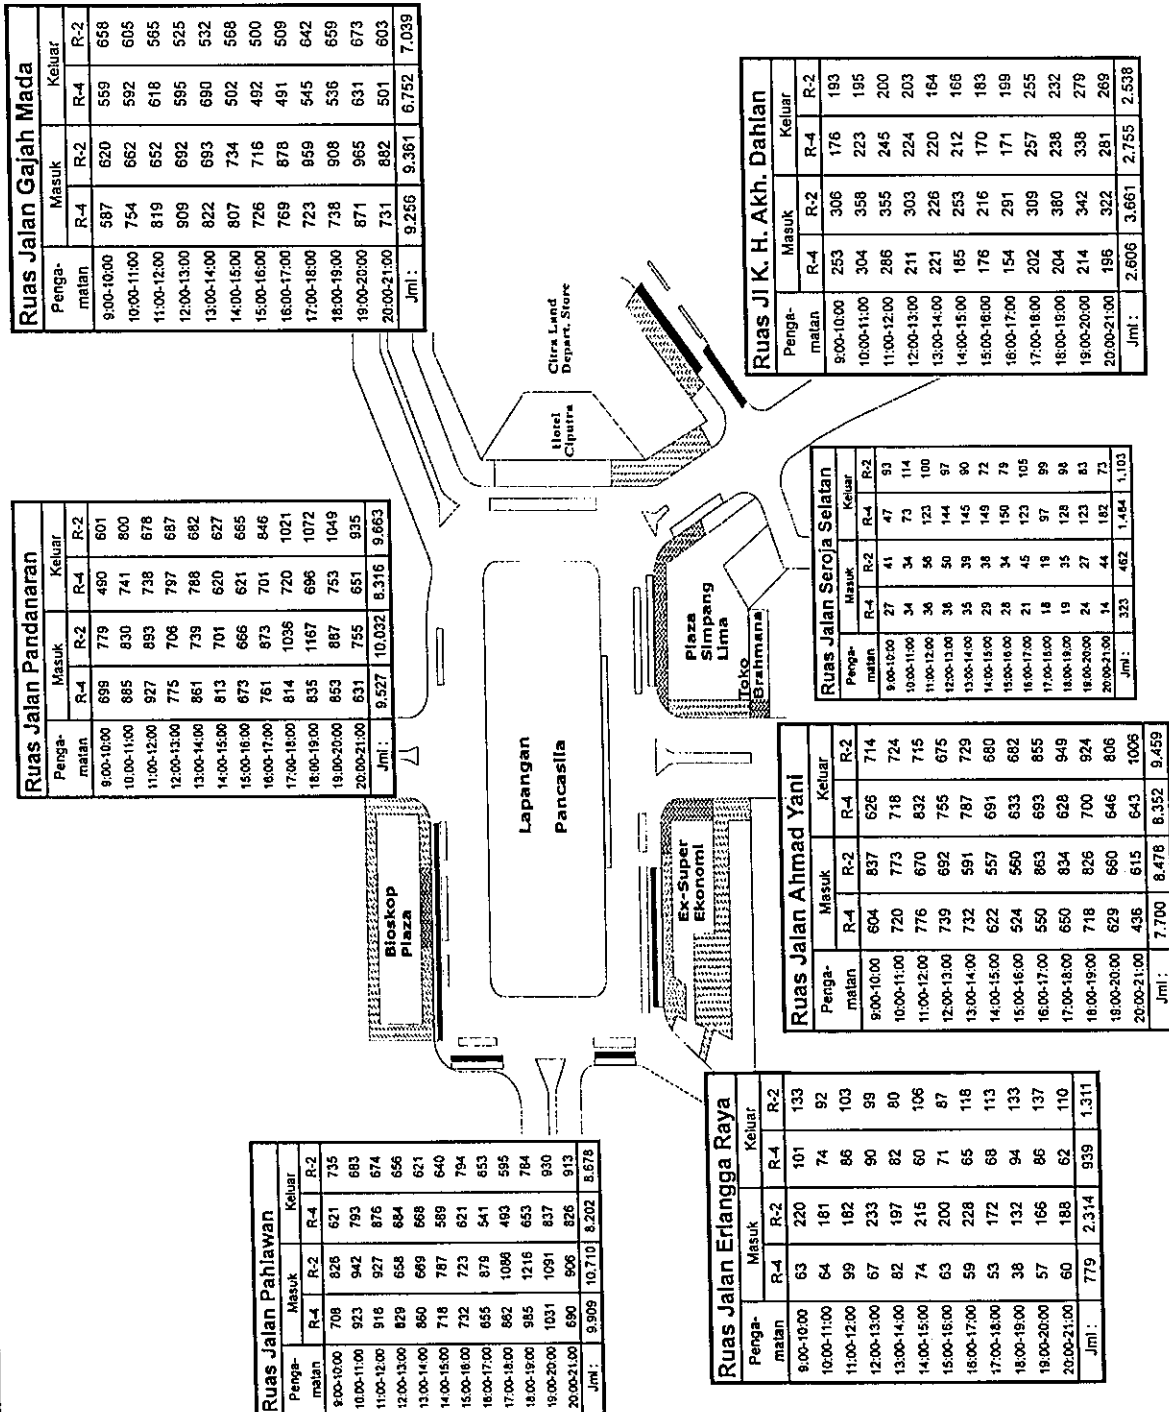 Ruas Jalan Gajah Mada
Penga- Masuk Keluar
matan R-4 R-2 R-4 R-2
9:00-10:00 587 620 559 658
10:00-11:00 754 662 592 605
11:00-12:00 819 652 618 565
12:00-13:00 909 692 595 525
13:00-14:00 822 693 690 532
14:00-15:00 807 734 502 568
15:00-16:00 726 716 492 500
16:00-17:00 769 878 491 509
17:00-18:00 723 959 545 642
18:00-19:00 738 908 536 659
19:00-20:00 871 965 631 673
20:00-21:00 731 882 501 603
Jml : 9.256 9.361 6.752 7.039
Ruas Jalan Pandanaran
Penga- Masuk Keluar
matan R-4 R-2 R-4 R-2
9:00-10:00 699 779 490 601
10:00-11:00 885 830 741 800
11:00-12:00 927 893 738 678
12:00-13:00 775 706 797 687
13:00-14:00 861 739 788 682
14:00-15:00 813 701 620 627
15:00-16:00 673 666 621 665
16:00-17:00 761 873 701 846
17:00-18:00 814 1036 720 1021
18:00-19:00 835 1167 696 1072
19:00-20:00 853 887 753 1049
20:00-21:00 631 755 651 935
Jml : 9.527 10.032 8.316 9.663
Ruas Jalan Pahlawan
Penga- Masuk Keluar
matan R-4 R-2 R-4 R-2
9:00-10:00 708 826 621 735
10:00-11:00 923 942 793 683
11:00-12:00 916 927 876 674
12:00-13:00 829 658 684 656
13:00-14:00 860 669 668 621
14:00-15:00 718 787 589 640
15:00-16:00 732 723 621 794
16:00-17:00 655 879 541 653
17:00-18:00 862 1086 493 595
18:00-19:00 985 1216 653 784
19:00-20:00 1031 1091 837 930
20:00-21:00 690 906 826 913
Jml : 9.909 10.710 8.202 8.678
Citra Land
Depart. Store
Hotel
Ciputra
Lapangan
Pancasia
Bioskop
Plaza
Plaza
Simpang
Lima
Toko
Brahmana
Ex-Super
Ekonomi
Ruas Jl K. H. Akh. Dahlan
Penga- Masuk Keluar
matan R-4 R-2 R-4 R-2
9:00-10:00 253 306 176 193
10:00-11:00 304 358 223 195
11:00-12:00 286 355 245 200
12:00-13:00 211 303 224 203
13:00-14:00 221 226 220 164
14:00-15:00 185 253 212 166
15:00-16:00 176 216 170 183
16:00-17:00 154 291 171 199
17:00-18:00 202 309 257 255
18:00-19:00 204 380 238 232
19:00-20:00 214 342 338 279
20:00-21:00 196 322 281 269
Jml : 2.606 3.661 2.755 2.538
Ruas Jalan Seroja Selatan
Penga- Masuk Keluar
matan R-4 R-2 R-4 R-2
9:00-10:00 27 41 47 93
10:00-11:00 34 34 73 114
11:00-12:00 36 56 123 100
12:00-13:00 38 50 144 97
13:00-14:00 35 39 145 90
14:00-15:00 29 38 149 72
15:00-16:00 28 34 150 79
16:00-17:00 21 45 123 105
17:00-18:00 18 19 97 99
18:00-19:00 19 35 128 98
19:00-20:00 24 27 123 83
20:00-21:00 14 44 182 73
Jml : 323 462 1.484 1.103
Ruas Jalan Ahmad Yani
Penga- Masuk Keluar
matan R-4 R-2 R-4 R-2
9:00-10:00 604 837 626 714
10:00-11:00 720 773 718 724
11:00-12:00 776 670 832 715
12:00-13:00 739 692 755 675
13:00-14:00 732 591 787 729
14:00-15:00 622 557 691 680
15:00-16:00 524 560 633 682
16:00-17:00 550 863 693 855
17:00-18:00 650 834 628 949
18:00-19:00 718 826 700 924
19:00-20:00 629 660 646 806
20:00-21:00 436 615 643 1006
Jml : 7.700 8.478 8.352 9.459
Ruas Jalan Erlangga Raya
Penga- Masuk Keluar
matan R-4 R-2 R-4 R-2
9:00-10:00 63 220 101 133
10:00-11:00 64 181 74 92
11:00-12:00 99 182 86 103
12:00-13:00 67 233 90 99
13:00-14:00 82 197 82 80
14:00-15:00 74 215 60 106
15:00-16:00 63 200 71 87
16:00-17:00 59 228 65 118
17:00-18:00 53 172 68 113
18:00-19:00 38 132 94 133
19:00-20:00 57 166 86 137
20:00-21:00 60 188 62 110
Jml : 779 2.314 939 1.311